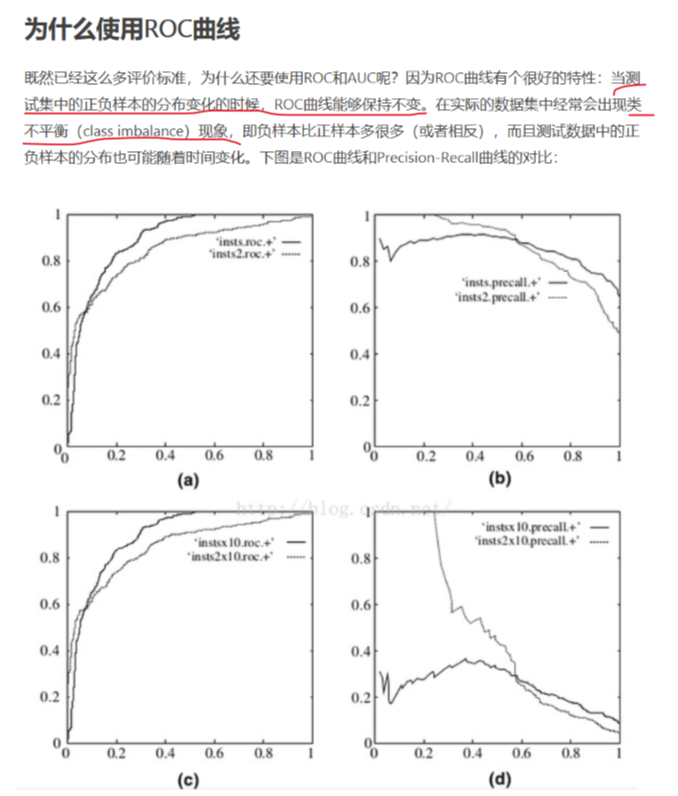 为什么使用ROC曲线
既然已经这么多评价标准，为什么还要使用ROC和AUC呢？因为ROC曲线有个很好的特性：当测
试集中的正负样本的分布变化的时候，ROC曲线能够保持不变。在实际的数据集中经常会出现类
不平衡（class imbalance）现象，即负样本比正样本多很多（或者相反），而且测试数据中的正
负样本的分布也可能随着时间变化。下图是ROC曲线和Precision-Recall曲线的对比：
1
0.8
0.6
0.4
0.2
0
0 0.2 0.4 0.6 0.8 1
'insts.roc.+'
'insts2.roc.+'
(a)
1
0.8
0.6
0.4
0.2
0
0 0.2 0.4 0.6 0.8 1
'insts.precall.+'
'insts2.precall.+'
(b)
http://blog.csdn.net/
1
0.8
0.6
0.4
0.2
0
0 0.2 0.4 0.6 0.8 1
'instsx10.roc.+'
'insts2x10.roc.+'
(c)
1
0.8
0.6
0.4
0.2
0
0 0.2 0.4 0.6 0.8 1
'instsx10.precall.+'
'insts2x10.precall.+'
(d)